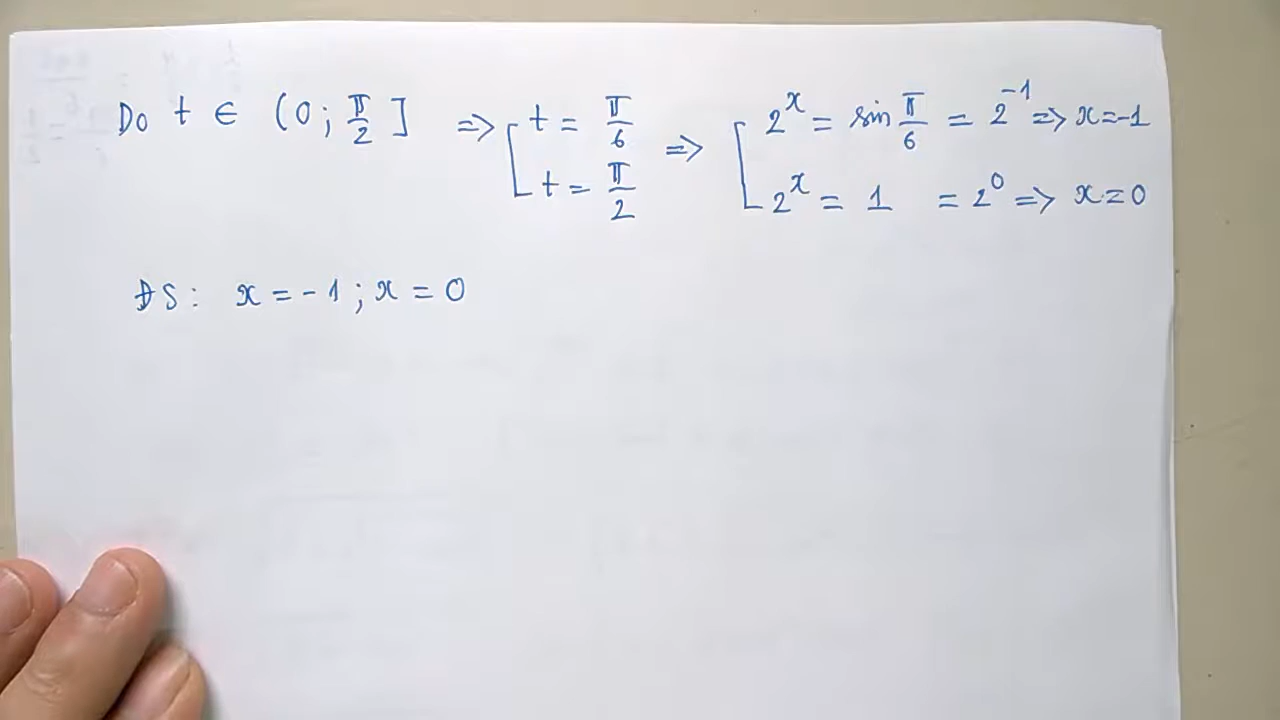 Do t ∈ (0; π/2] => [ t = π/6 => [ 2^x = sin π/6 = 2^-1 => x=-1
t = π/2 2^x = 1 = 2^0 => x=0
ĐS: x = -1; x = 0